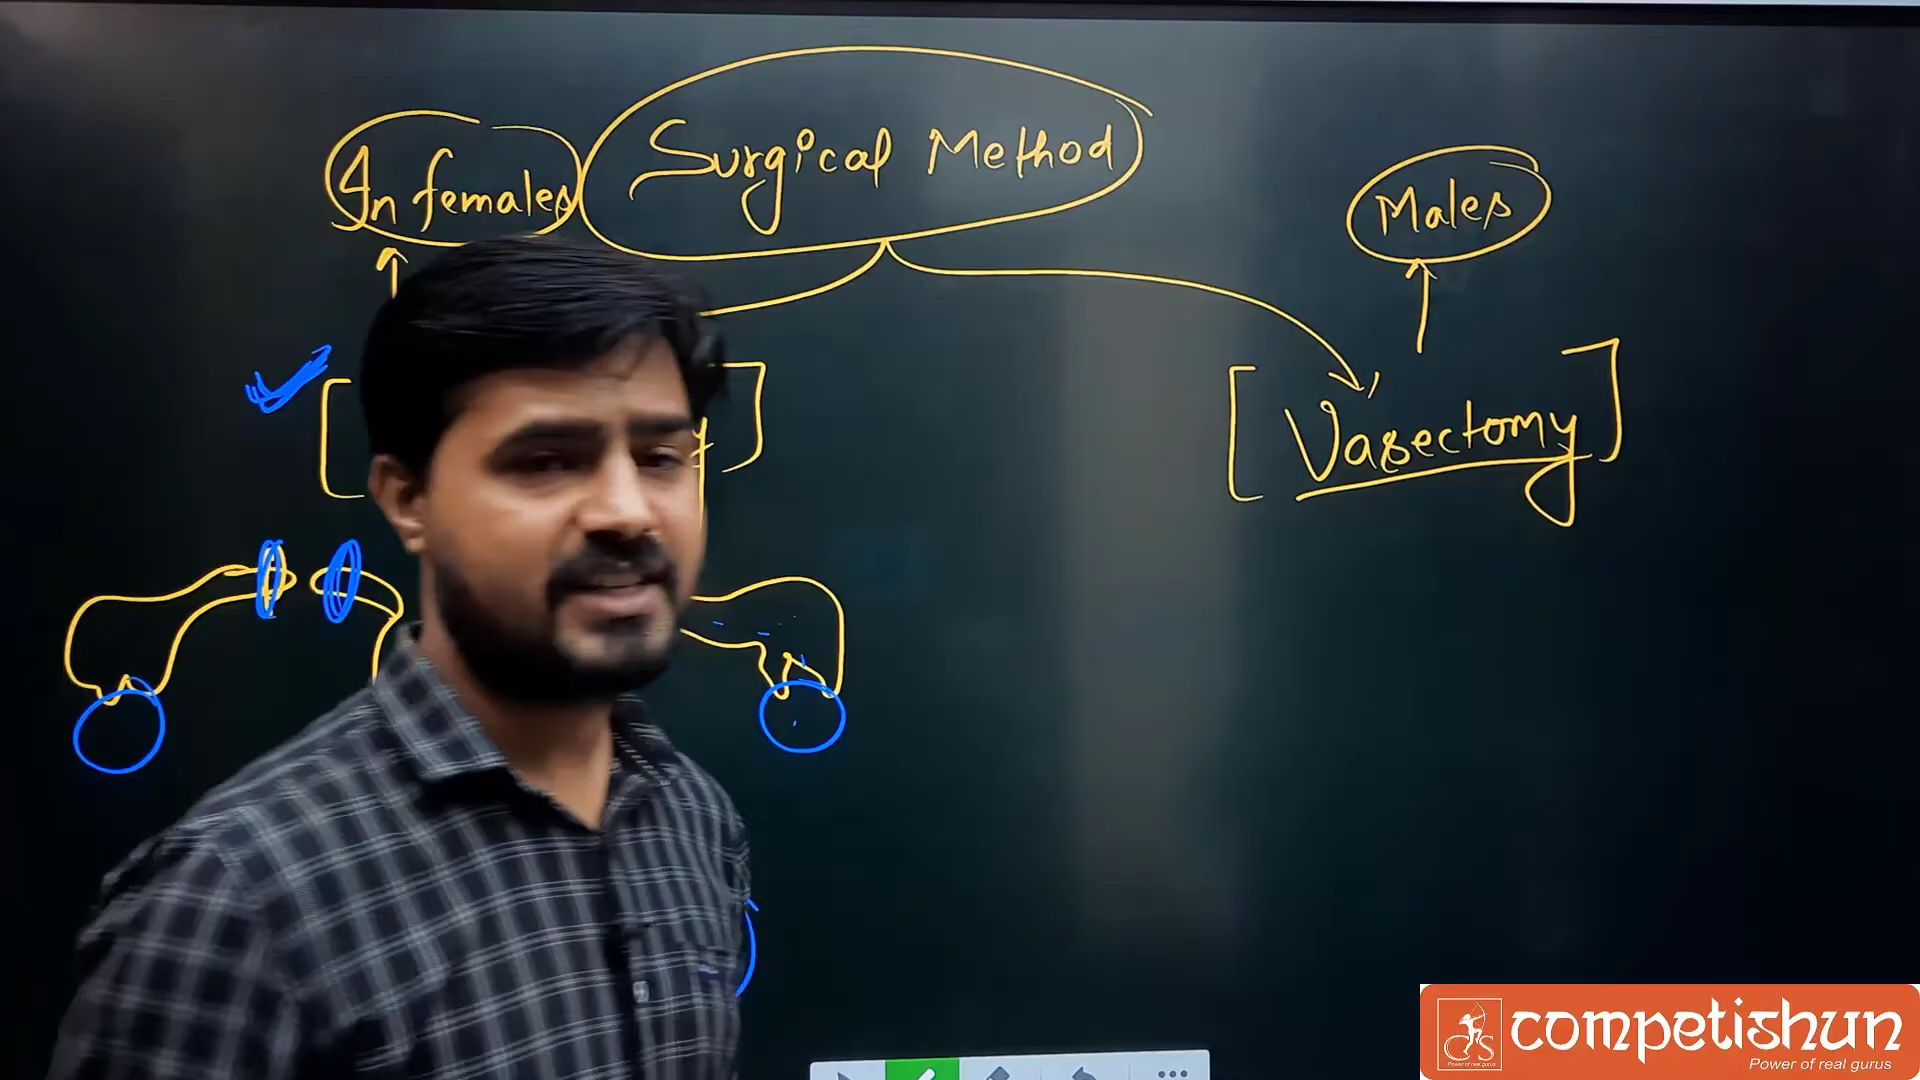 Surgical Method
In females
Males
[
y ]
[ Vasectomy ]
competishun
Power of real gurus